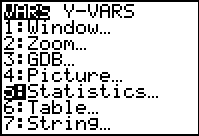 VARS Y-VARS
1:Window…
2:Zoom…
3:GDB…
4:Picture…
5:Statistics…
6:Table…
7:String…